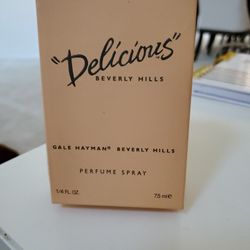 "Delicious"
BEVERLY HILLS
GALE HAYMAN® BEVERLY HILLS
PERFUME SPRAY
1/4 FL.OZ. 7.5 ml e